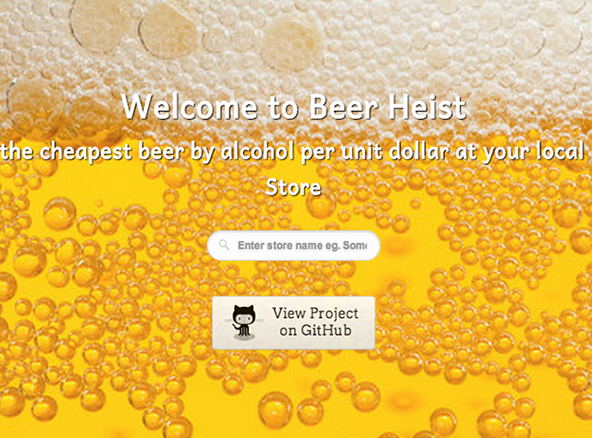 Welcome to Beer Heist
the cheapest beer by alcohol per unit dollar at your local
Store
Enter store name eg. Some
View Project
on GitHub